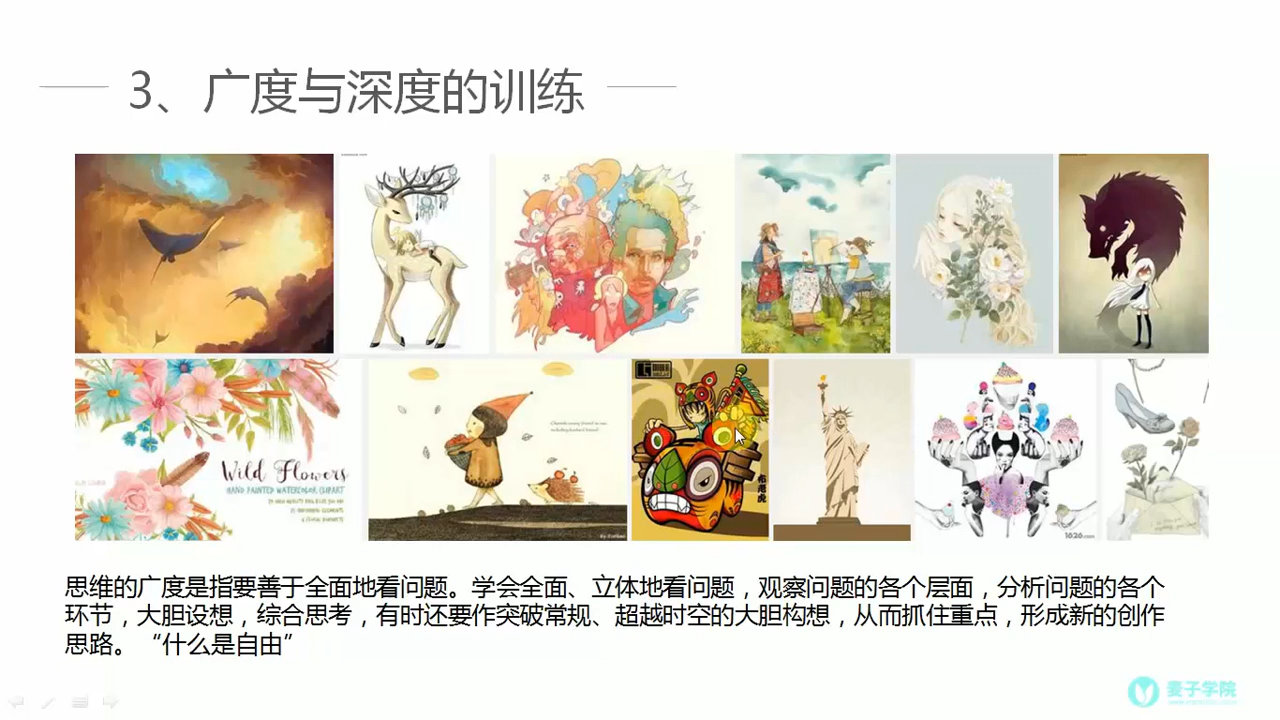 3、广度与深度的训练
Wild Flowers
HAND PAINTED WATERCOLOR CLIPART
布老虎
1626.com
思维的广度是指要善于全面地看问题。学会全面、立体地看问题，观察问题的各个层面，分析问题的各个
环节，大胆设想，综合思考，有时还要作突破常规、超越时空的大胆构想，从而抓住重点，形成新的创作
思路。“什么是自由”
麦子学院